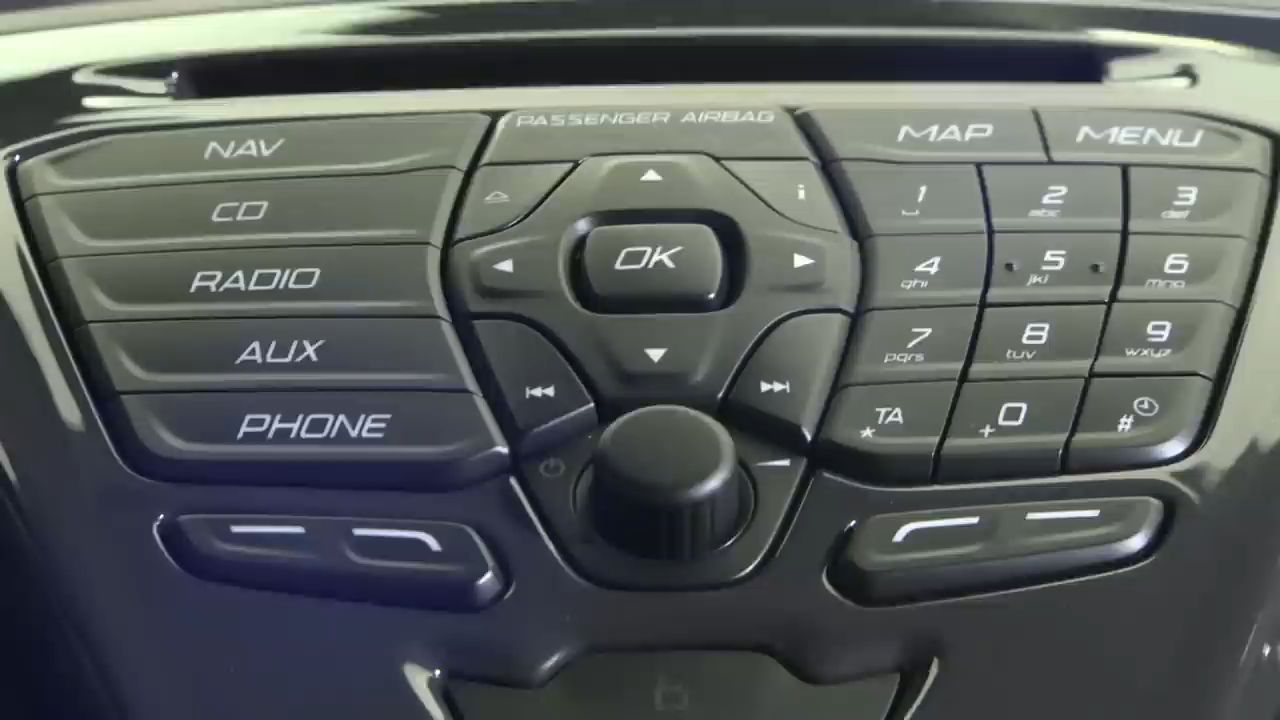 NAV
CD
RADIO
AUX
PHONE
PASSENGER AIRBAG
i
OK
MAP
MENU
1
2
abc
3
def
4
ghi
5
jkl
6
mno
7
pqrs
8
tuv
9
wxyz
TA
*
0
+
#